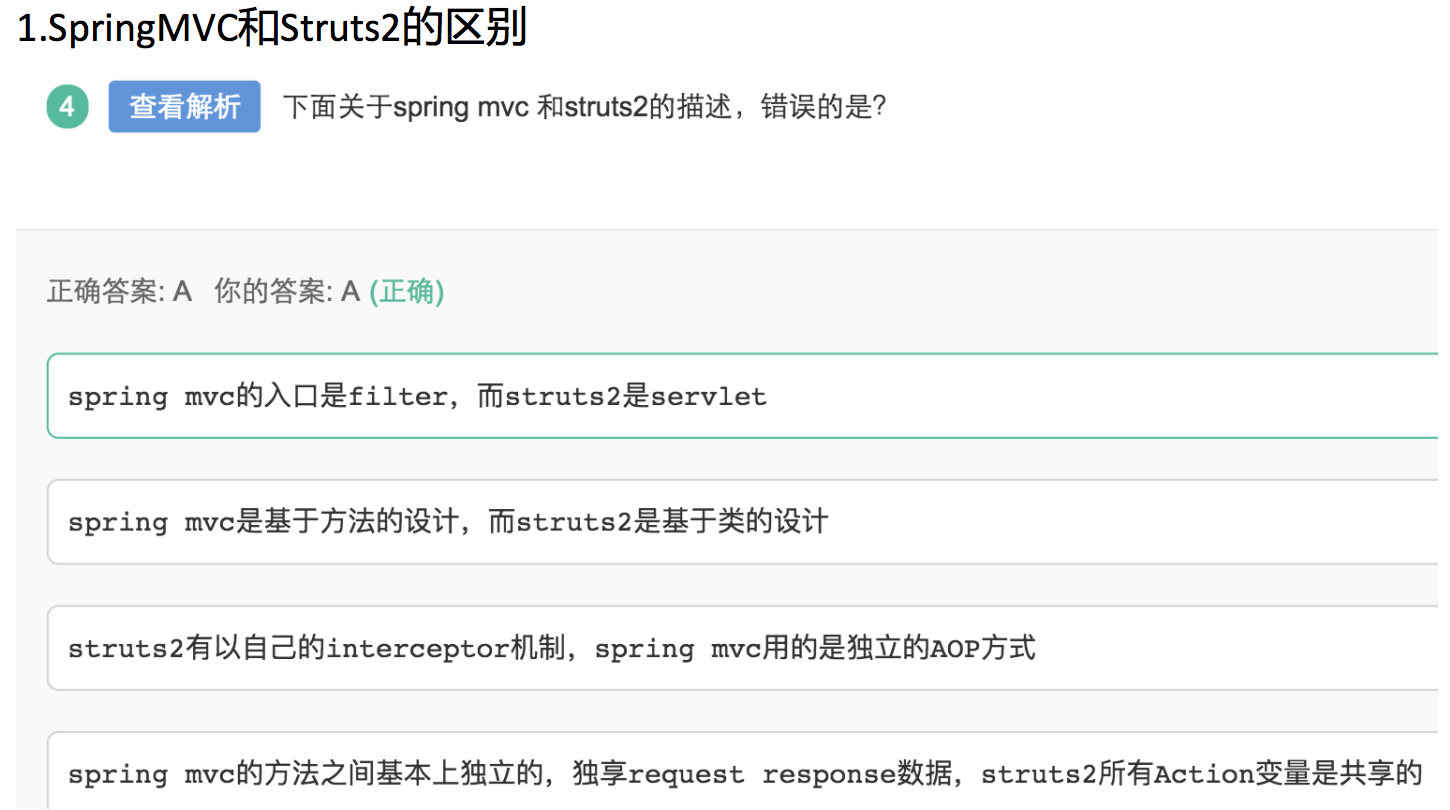 1.SpringMVC和Struts2的区别
4 查看解析 下面关于spring mvc 和struts2的描述，错误的是?
正确答案: A 你的答案: A (正确)
spring mvc的入口是filter，而struts2是servlet
spring mvc是基于方法的设计，而struts2是基于类的设计
struts2有以自己的interceptor机制，spring mvc用的是独立的AOP方式
spring mvc的方法之间基本上独立的，独享request response数据，struts2所有Action变量是共享的